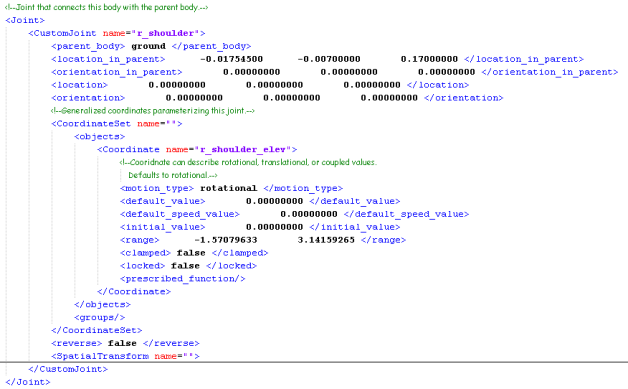 <!--Joint that connects this body with the parent body.-->
<Joint>
<CustomJoint name="r_shoulder">
<parent_body> ground </parent_body>
<location_in_parent> -0.01754500 -0.00700000 0.17000000 </location_in_parent>
<orientation_in_parent> 0.00000000 0.00000000 0.00000000 </orientation_in_parent>
<location> 0.00000000 0.00000000 0.00000000 </location>
<orientation> 0.00000000 0.00000000 0.00000000 </orientation>
<!--Generalized coordinates parameterizing this joint.-->
<CoordinateSet name="">
<objects>
<Coordinate name="r_shoulder_elev">
<!--Cooridnate can describe rotational, translational, or coupled values.
Defaults to rotational.-->
<motion_type> rotational </motion_type>
<default_value> 0.00000000 </default_value>
<default_speed_value> 0.00000000 </default_speed_value>
<initial_value> 0.00000000 </initial_value>
<range> -1.57079633 3.14159265 </range>
<clamped> false </clamped>
<locked> false </locked>
<prescribed_function/>
</Coordinate>
</objects>
<groups/>
</CoordinateSet>
<reverse> false </reverse>
<SpatialTransform name="">
</CustomJoint>
</Joint>